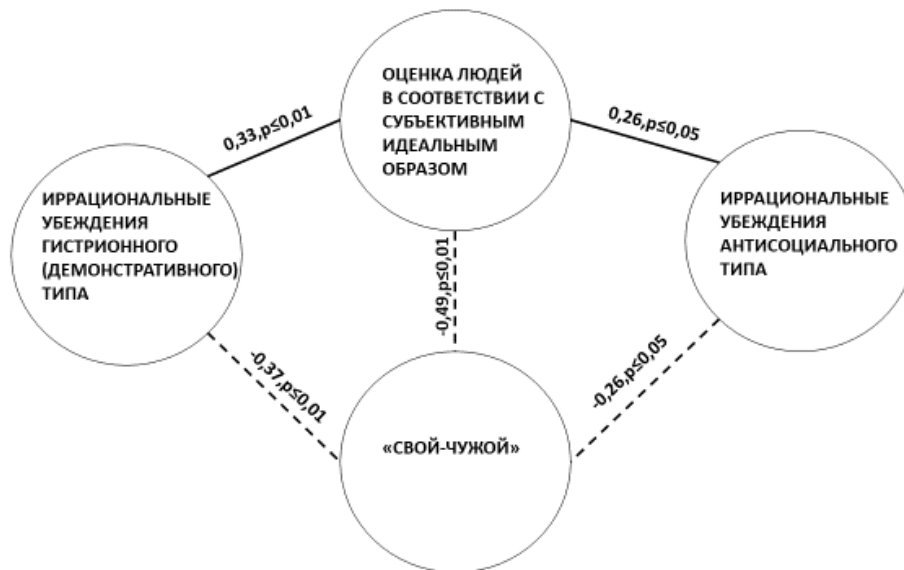 ОЦЕНКА ЛЮДЕЙ
В СООТВЕТСТВИИ С
СУБЪЕКТИВНЫМ
ИДЕАЛЬНЫМ
ОБРАЗОМ
0,33,p≤0,01
0,26,p≤0,05
ИРРАЦИОНАЛЬНЫЕ
УБЕЖДЕНИЯ
ГИСТРИОННОГО
(ДЕМОНСТРАТИВНОГО)
ТИПА
ИРРАЦИОНАЛЬНЫЕ
УБЕЖДЕНИЯ
АНТИСОЦИАЛЬНОГО
ТИПА
-0,49,p≤0,01
-0,37,p≤0,01
-0,26,p≤0,05
«СВОЙ-ЧУЖОЙ»